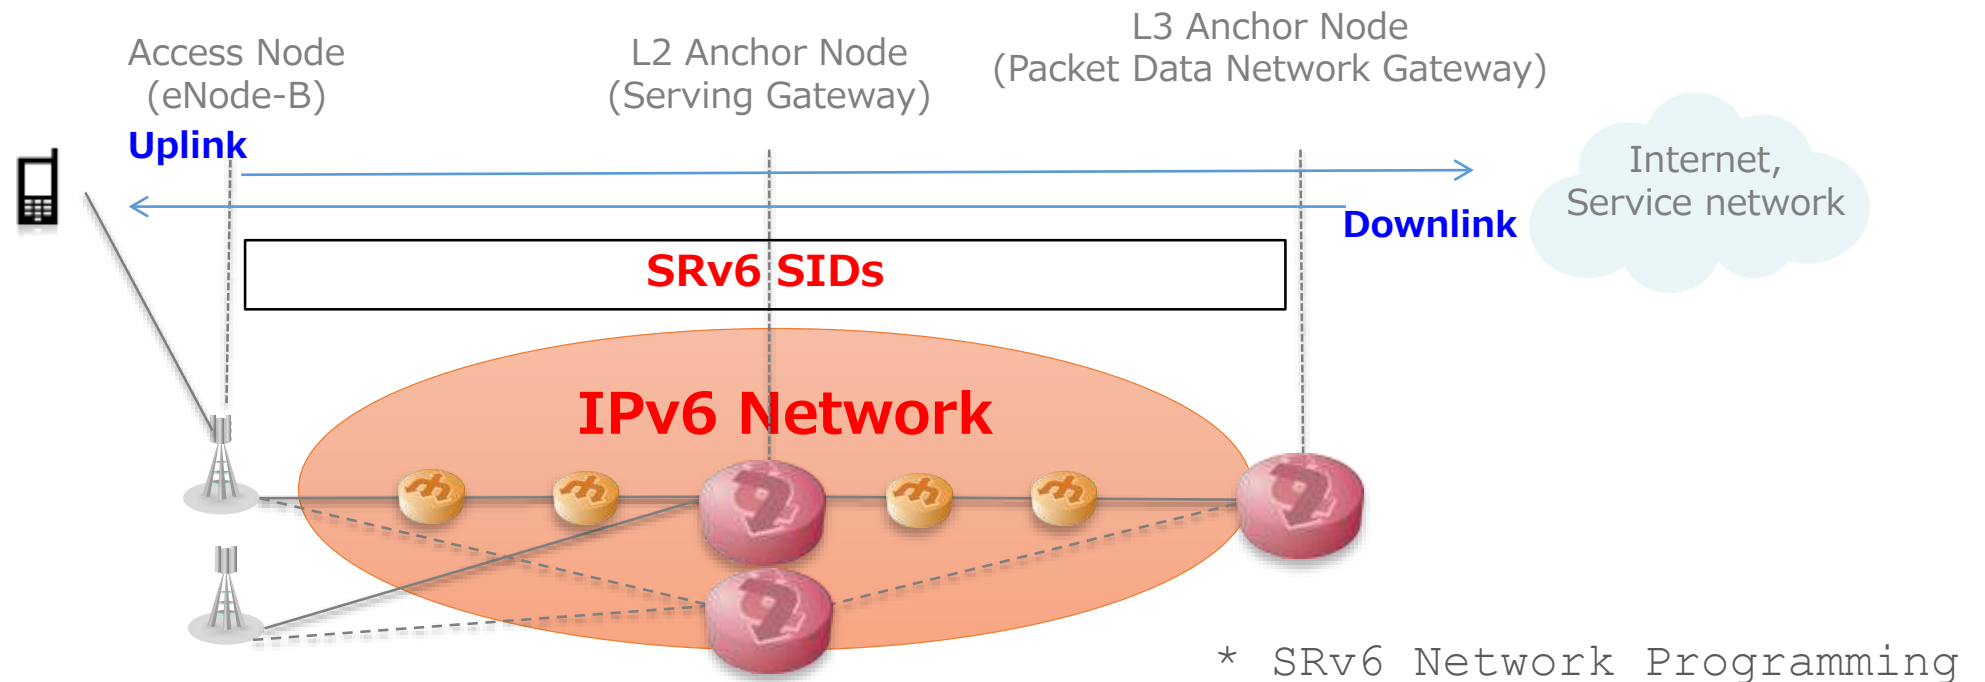 Access Node
(eNode-B)
L2 Anchor Node
(Serving Gateway)
L3 Anchor Node
(Packet Data Network Gateway)
Uplink
Internet,
Service network
Downlink
SRv6 SIDs
IPv6 Network
* SRv6 Network Programming